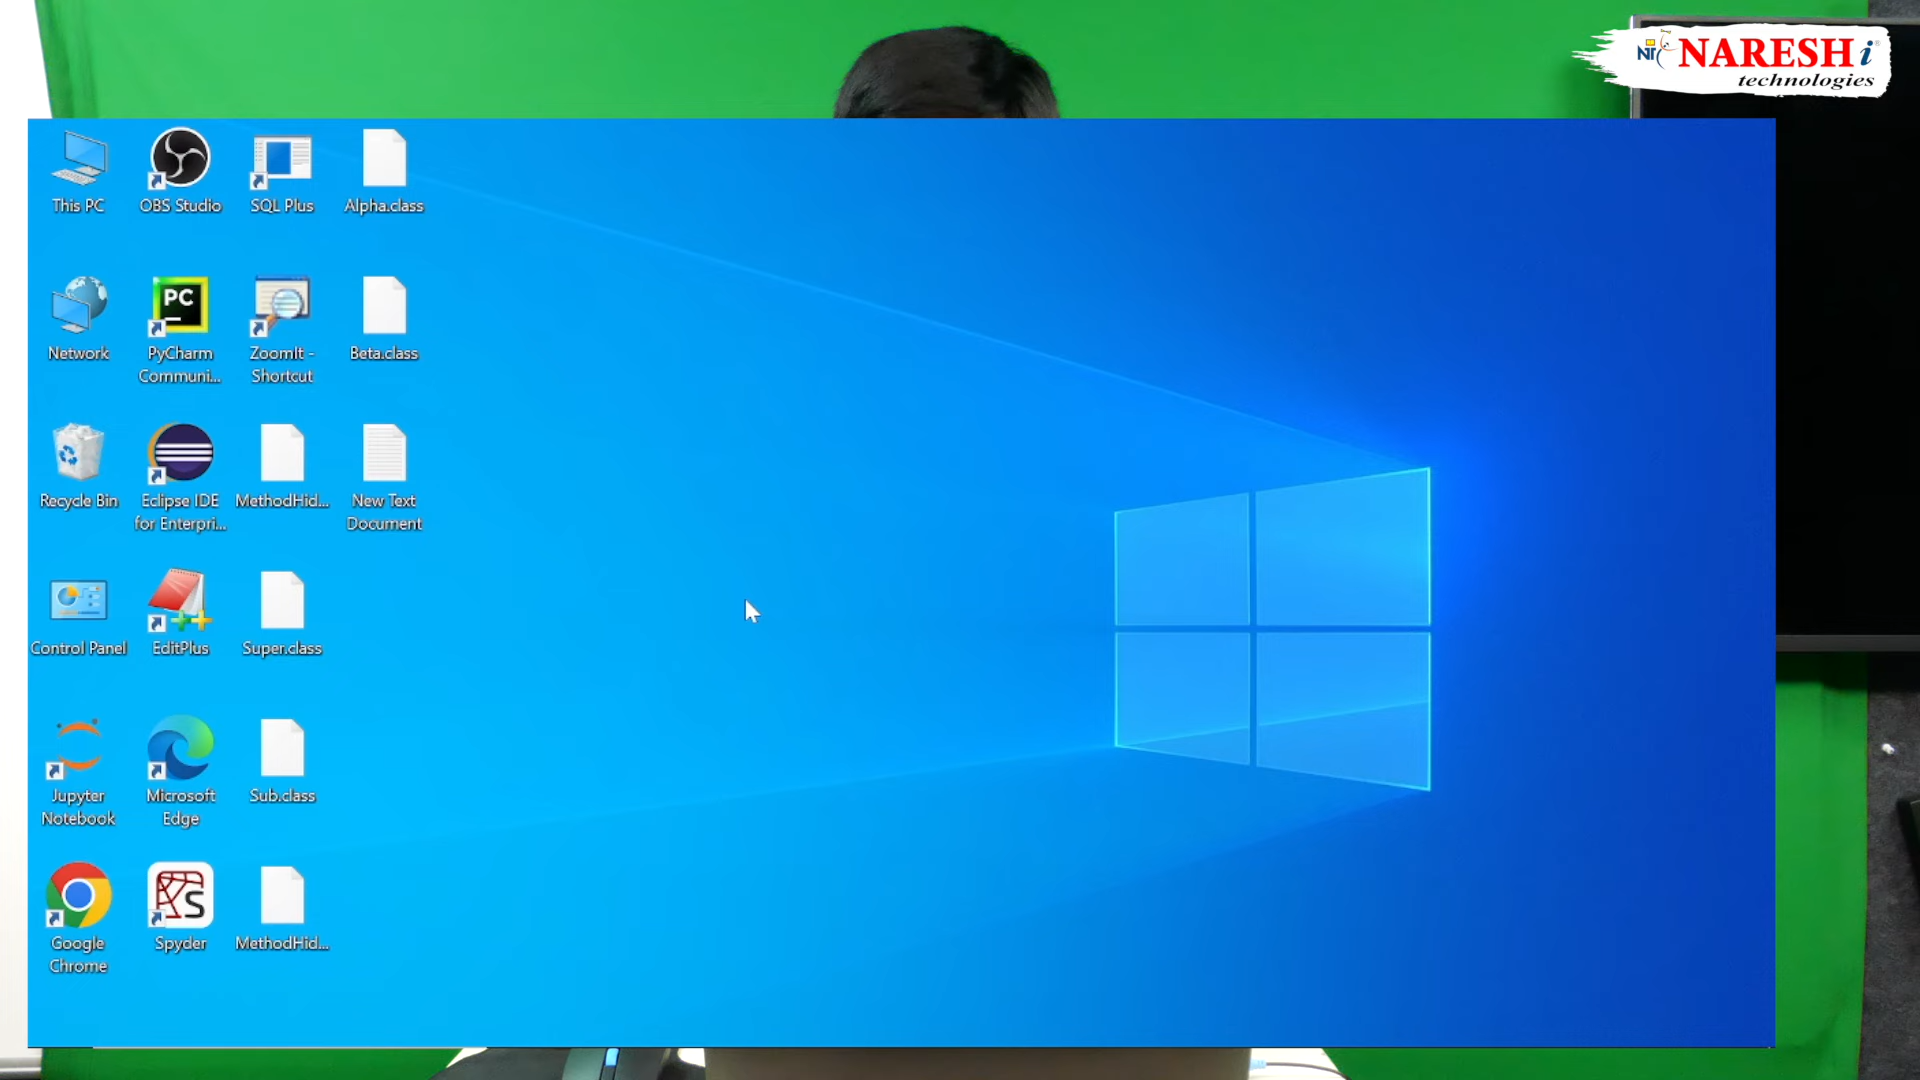 NiT NARESH i
technologies
This PC
OBS Studio
SQL Plus
Alpha.class
Network
PC
PyCharm
Communi...
ZoomIt -
Shortcut
Beta.class
Recycle Bin
Eclipse IDE
for Enterpri...
MethodHid...
New Text
Document
Control Panel
EditPlus
Super.class
Jupyter
Notebook
Microsoft
Edge
Sub.class
Google
Chrome
Spyder
MethodHid...